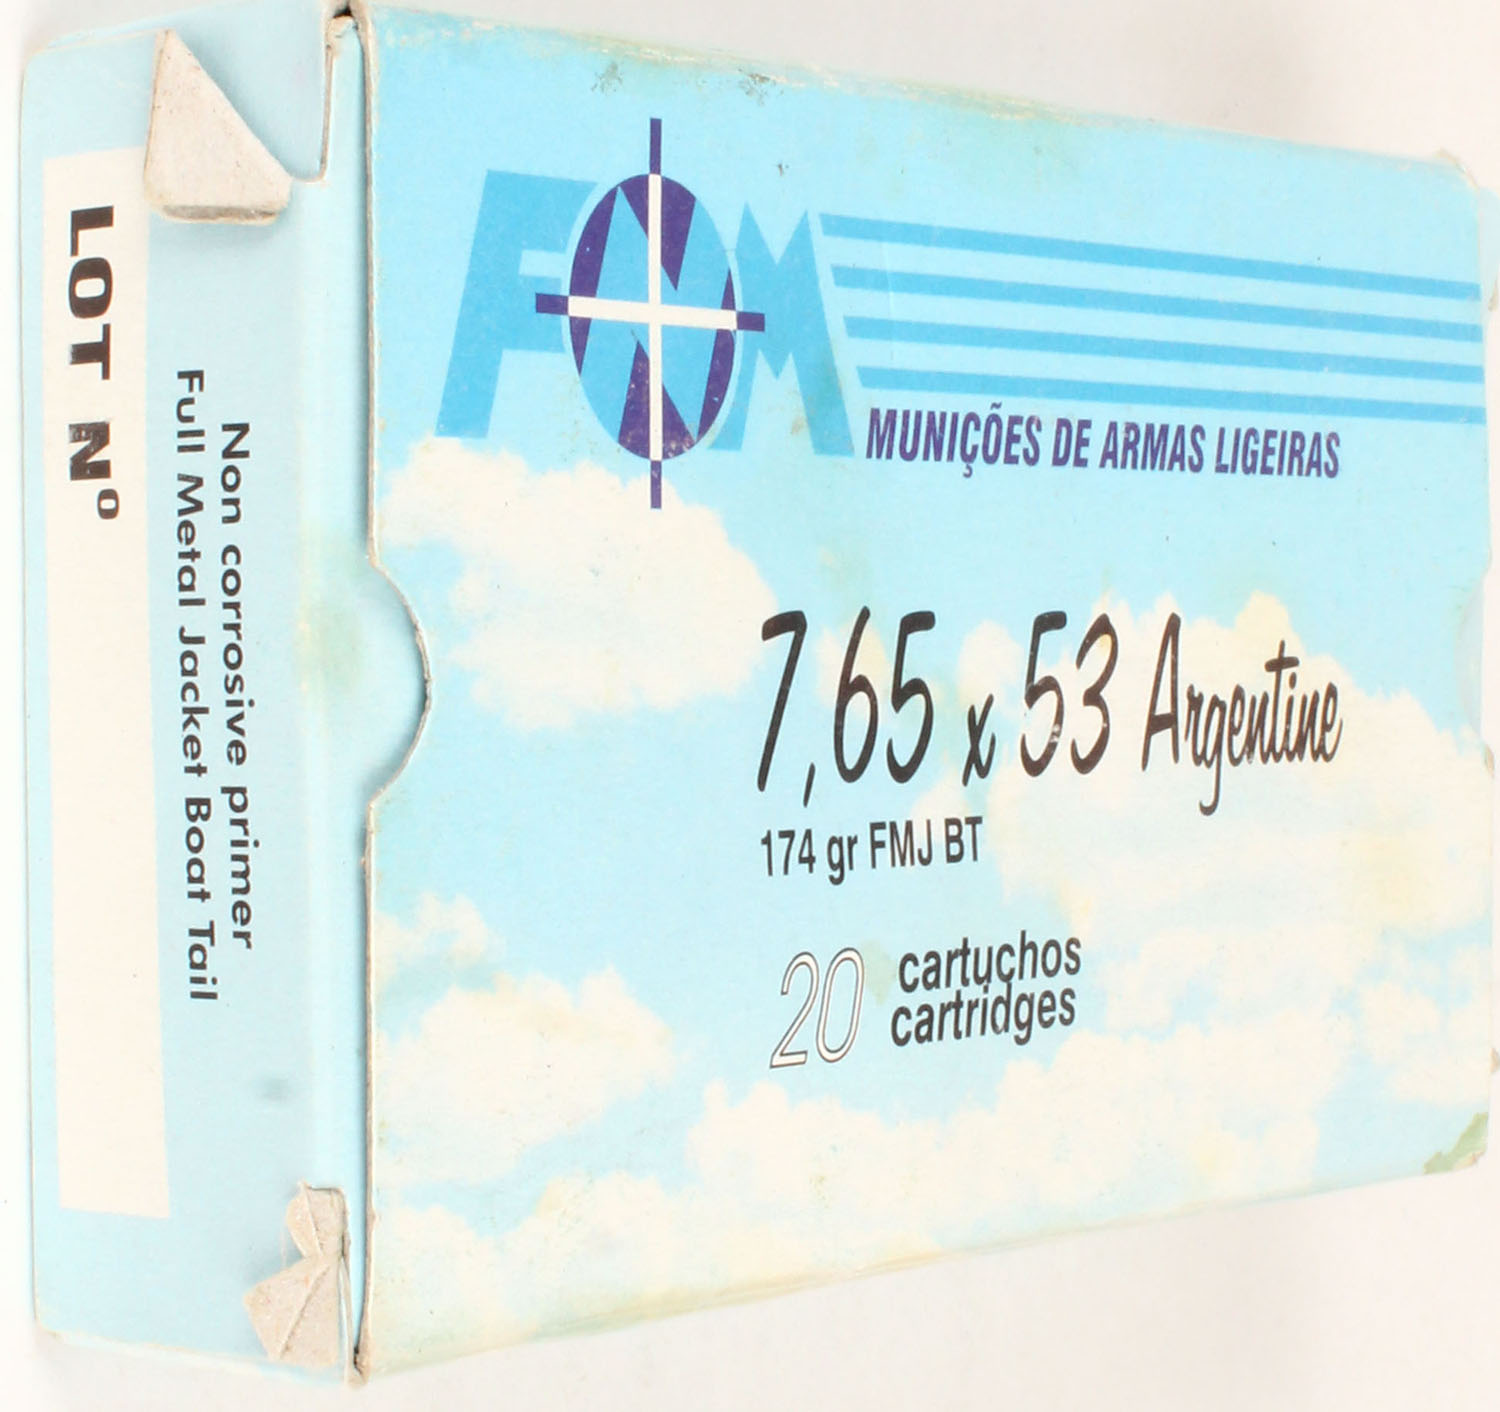 FNM
MUNIÇÕES DE ARMAS LIGEIRAS
7,65 x 53 Argentine
174 gr FMJ BT
20 cartuchos
cartridges
Non corrosive primer
Full Metal Jacket Boat Tail
LOT Nº